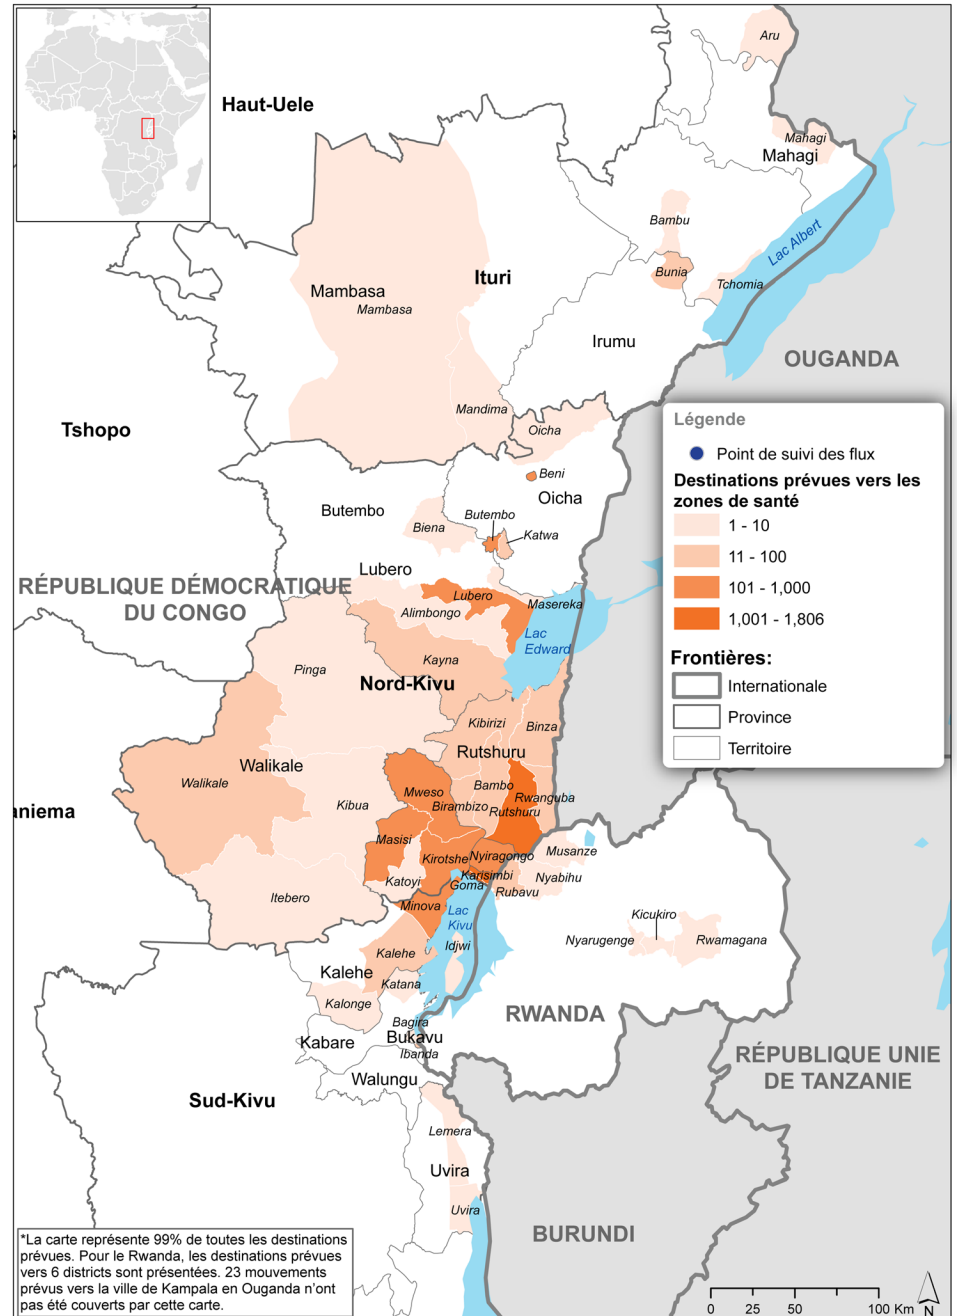 Haut-Uele
Aru
Mahagi
Mahagi
Bambu
Lac Albert
Bunia
Tchomia
Ituri
Mambasa
Mambasa
Irumu
OUGANDA
Tshopo
Mandima
Oicha
Beni
Oicha
Butembo
Butembo
Biena
Katwa
Lubero
RÉPUBLIQUE DÉMOCRATIQUE
DU CONGO
Lubero
Masereka
Alimbongo
Lac
Edward
Kayna
Pinga
Nord-Kivu
Kibirizi
Binza
Rutshuru
Walikale
Walikale
Bambo
Mweso
Rwanguba
Kibua
Birambizo
Rutshuru
aniema
Masisi
Kirotshe
Nyiragongo
Musanze
Katoyi
Karisimbi
Nyabihu
Goma
Rubavu
Itebero
Minova
Lac
Kivu
Kicukiro
Idjwi
Nyarugenge
Rwamagana
Kalehe
Kalehe
Katana
Kalonge
RWANDA
Bagira
Bukavu
Kabare
Ibanda
RÉPUBLIQUE UNIE
DE TANZANIE
Walungu
Sud-Kivu
Lemera
Uvira
Uvira
BURUNDI
Légende
Point de suivi des flux
Destinations prévues vers les
zones de santé
1 - 10
11 - 100
101 - 1,000
1,001 - 1,806
Frontières:
Internationale
Province
Territoire
*La carte représente 99% de toutes les destinations
prévues. Pour le Rwanda, les destinations prévues
vers 6 districts sont présentées. 23 mouvements
prévus vers la ville de Kampala en Ouganda n'ont
pas été couverts par cette carte.
0 25 50 100 Km
N